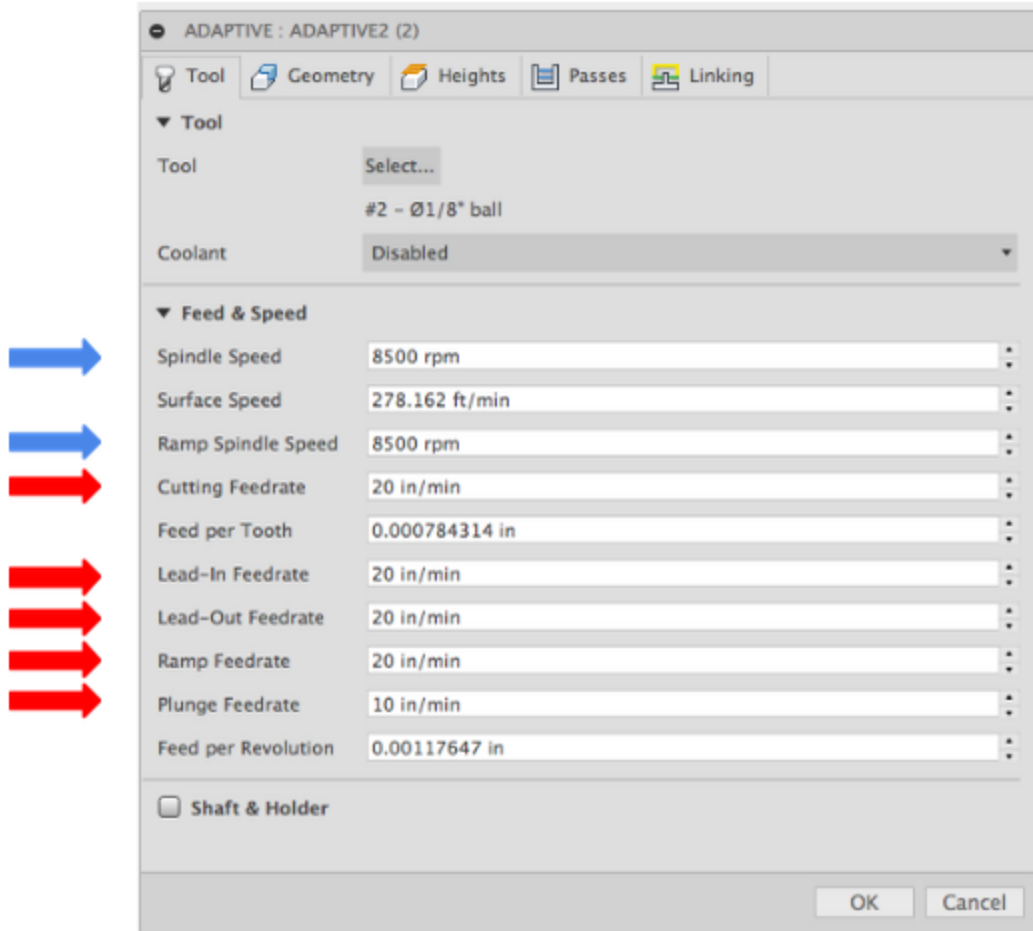 ADAPTIVE : ADAPTIVE2 (2)
Tool Geometry Heights Passes Linking
Tool
Tool Select...
#2 - Ø1/8" ball
Coolant Disabled
Feed & Speed
Spindle Speed 8500 rpm
Surface Speed 278.162 ft/min
Ramp Spindle Speed 8500 rpm
Cutting Feedrate 20 in/min
Feed per Tooth 0.000784314 in
Lead-In Feedrate 20 in/min
Lead-Out Feedrate 20 in/min
Ramp Feedrate 20 in/min
Plunge Feedrate 10 in/min
Feed per Revolution 0.00117647 in
Shaft & Holder
OK Cancel